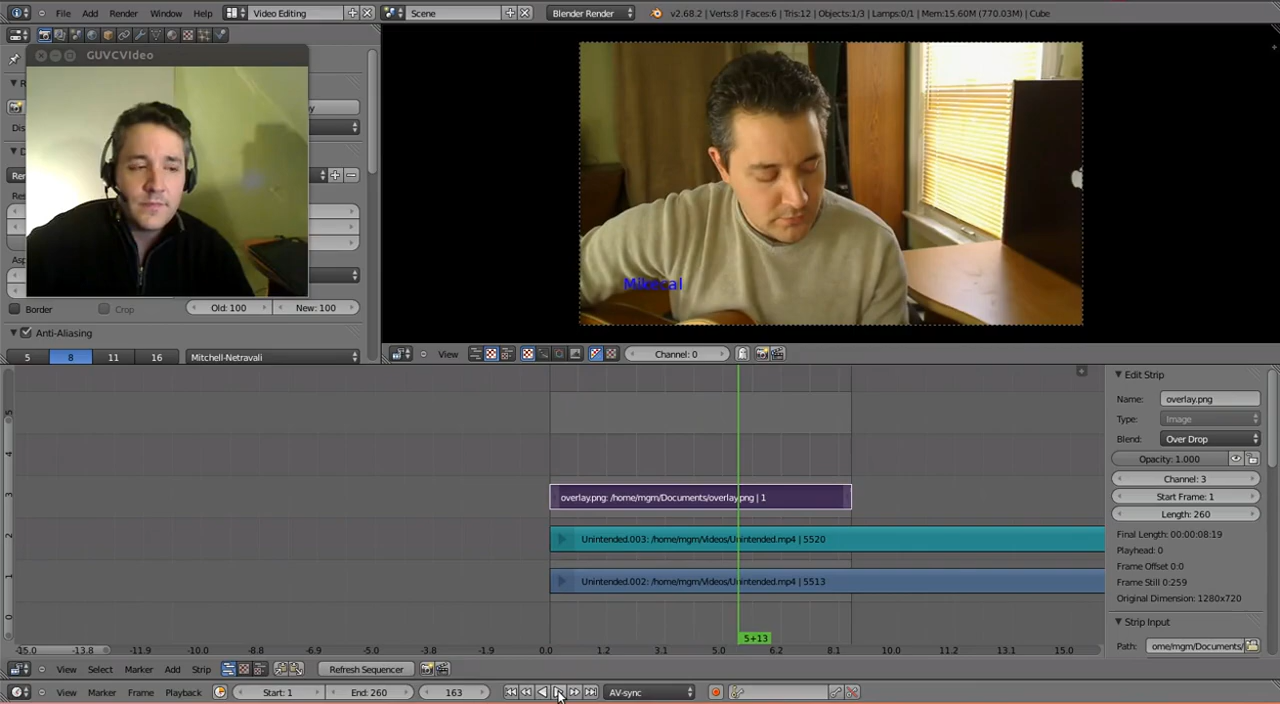 File Add Render Window Help Video Editing Scene Blender Render v2.68.2 | Verts:8 | Faces:6 | Tris:12 | Objects:1/3 | Lamps:0/1 | Mem:15.60M (770.03M) | Cube
GUVCVideo
Border Crop Old: 100 New: 100
Anti-Aliasing
5 8 11 16 Mitchell-Netravali
View Channel: 0
Edit Strip
Name: overlay.png
Type: Image
Blend: Over Drop
Opacity: 1.000
Channel: 3
Start Frame: 1
Length: 260
Final Length: 00:00:08:19
Playhead: 0
Frame Offset 0:0
Frame Still 0:259
Original Dimension: 1280x720
Strip Input
Path: ome/mgm/Documents/
5
4
3
2
1
0
overlay.png: /home/mgm/Documents/overlay.png | 1
Unintended.003: /home/mgm/Videos/Unintended.mp4 | 5520
Unintended.002: /home/mgm/Videos/Unintended.mp4 | 5513
5+13
-15.0 -13.8 -11.9 -10.0 -8.8 -6.9 -5.0 -3.8 -1.9 0.0 1.2 3.1 5.0 6.2 8.1 10.0 11.2 13.1 15.0
View Select Marker Add Strip Refresh Sequencer
View Marker Frame Playback Start: 1 End: 260 163 AV-sync